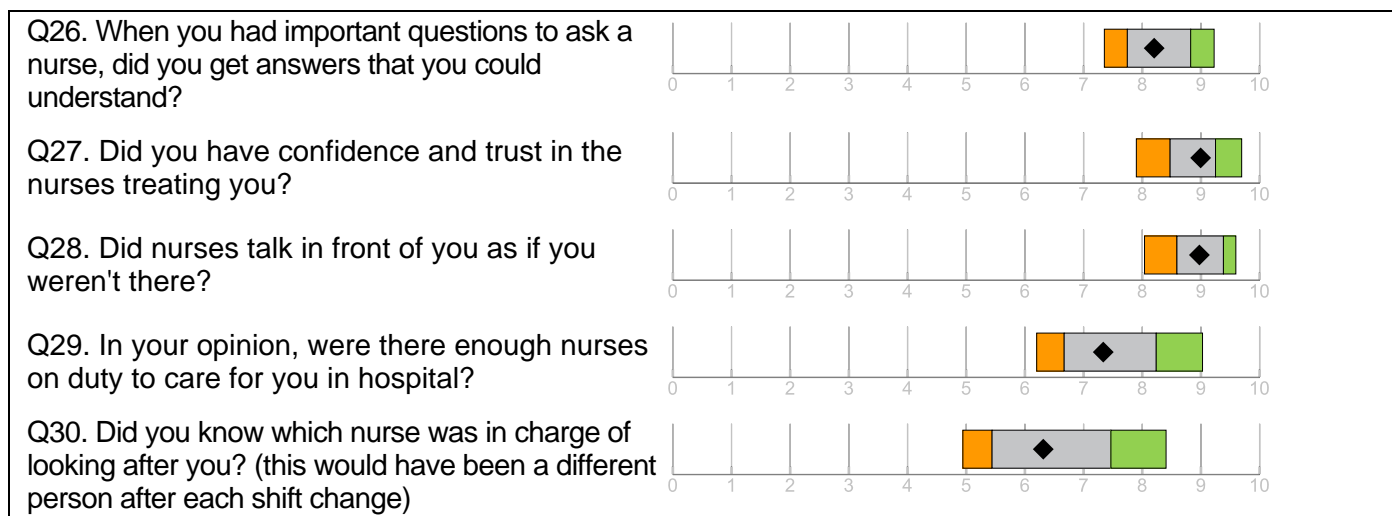 Q26. When you had important questions to ask a
nurse, did you get answers that you could
understand?
0 1 2 3 4 5 6 7 8 9 10
Q27. Did you have confidence and trust in the
nurses treating you?
0 1 2 3 4 5 6 7 8 9 10
Q28. Did nurses talk in front of you as if you
weren't there?
0 1 2 3 4 5 6 7 8 9 10
Q29. In your opinion, were there enough nurses
on duty to care for you in hospital?
0 1 2 3 4 5 6 7 8 9 10
Q30. Did you know which nurse was in charge of
looking after you? (this would have been a different
person after each shift change)
0 1 2 3 4 5 6 7 8 9 10